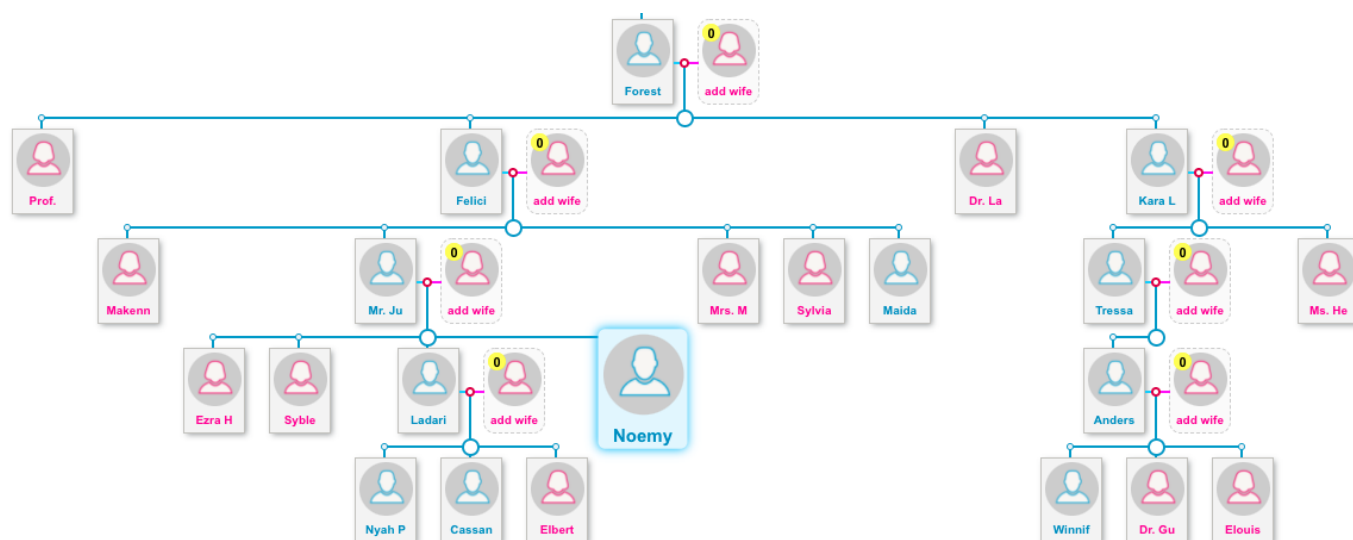 0
Forest
add wife
0
0
Prof.
Felici
add wife
Dr. La
Kara L
add wife
0
0
Makenn
Mr. Ju
add wife
Mrs. M
Sylvia
Maida
Tressa
add wife
Ms. He
0
0
Ezra H
Syble
Ladari
add wife
Noemy
Anders
add wife
Nyah P
Cassan
Elbert
Winnif
Dr. Gu
Elouis